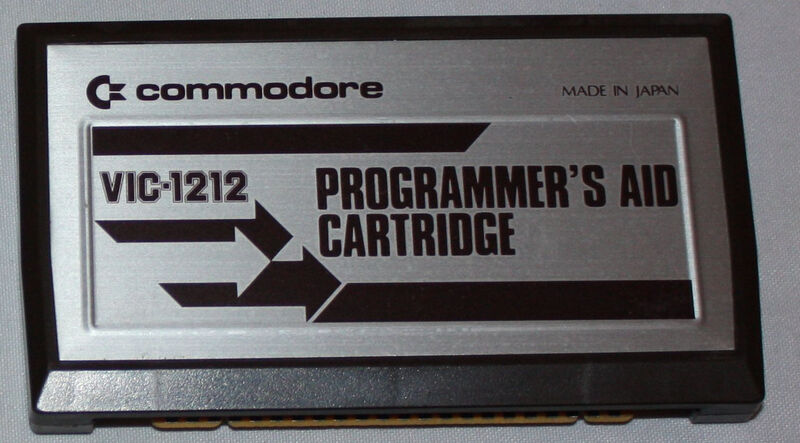 commodore
MADE IN JAPAN
VIC-1212
PROGRAMMER'S AID
CARTRIDGE